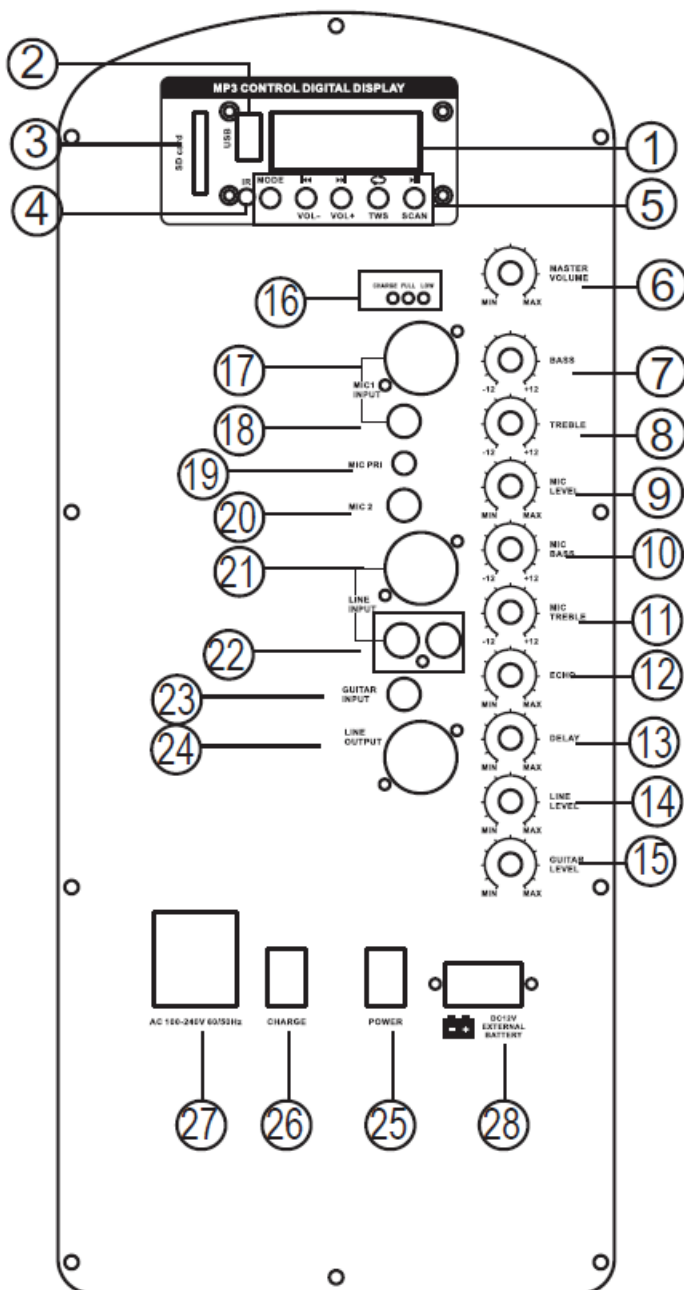 MP3 CONTROL DIGITAL DISPLAY
2
3
SD card
USB
1
IR
MODE
VOL-
VOL+
TWS
SCAN
4
5
16
CHARGE FULL LOW
MIN
MAX
MASTER
VOLUME
6
17
MIC1
INPUT
-12
+12
BASS
7
18
-12
+12
TREBLE
8
19
MIC PRI
MIN
MAX
MIC
LEVEL
9
20
MIC 2
-12
+12
MIC
BASS
10
21
LINE
INPUT
-12
+12
MIC
TREBLE
11
22
MIN
MAX
ECHO
12
23
GUITAR
INPUT
24
LINE
OUTPUT
MIN
MAX
DELAY
13
MIN
MAX
LINE
LEVEL
14
MIN
MAX
GUITAR
LEVEL
15
AC 100-240V 60/50Hz
CHARGE
POWER
- +
DC12V
EXTERNAL
BATTERY
27
26
25
28